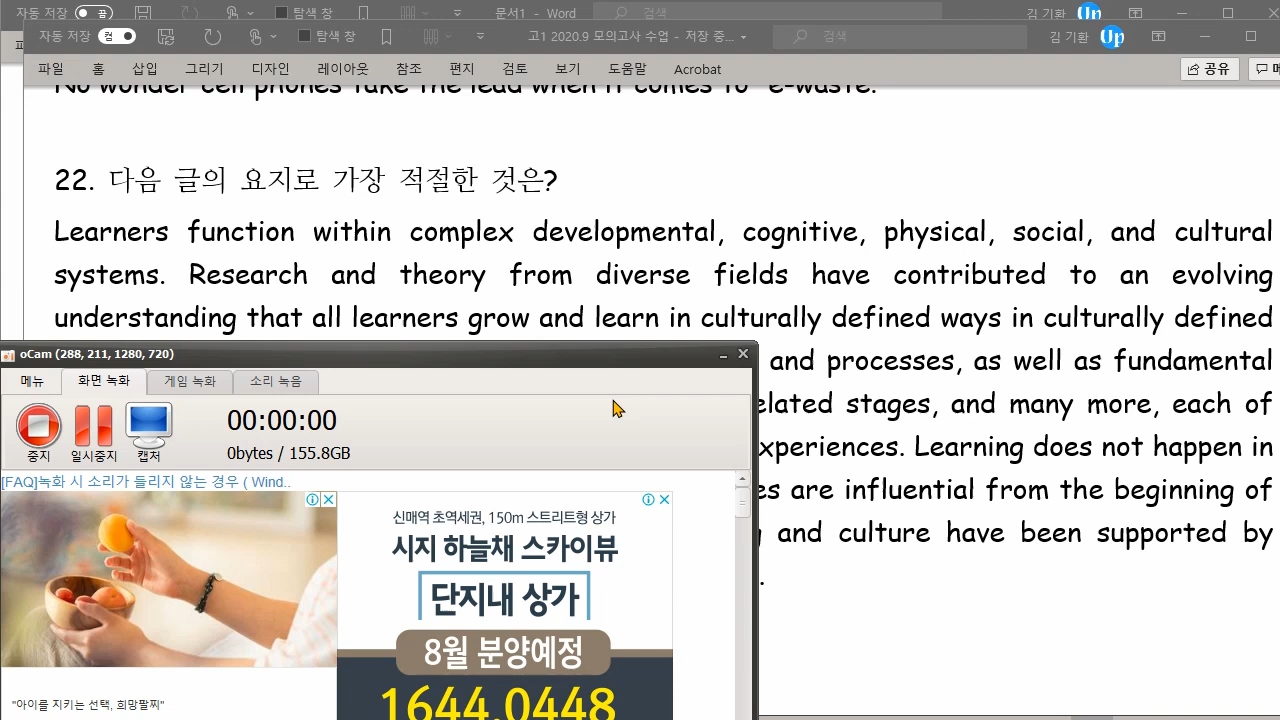 자동 저장 끔 탐색 창 문서1 - Word 검색 김 기환 Up
자동 저장 켬 탐색 창 고1 2020.9 모의고사 수업 - 저장 중... 검색 김 기환 Up
파일 홈 삽입 그리기 디자인 레이아웃 참조 편지 검토 보기 도움말 Acrobat 공유
No wonder cell phones take the lead when it comes to "e-waste."
22. 다음 글의 요지로 가장 적절한 것은?
Learners function within complex developmental, cognitive, physical, social, and cultural
systems. Research and theory from diverse fields have contributed to an evolving
understanding that all learners grow and learn in culturally defined ways in culturally defined
and processes, as well as fundamental
stages, and many more, each of
Learning does not happen in
are influential from the beginning of
and culture have been supported by
oCam (288, 211, 1280, 720)
메뉴 화면 녹화 게임 녹화 소리 녹음
00:00:00
0bytes / 155.8GB
중지 일시중지 캡처
[FAQ]녹화 시 소리가 들리지 않는 경우 ( Wind..
신매역 초역세권, 150m 스트리트형 상가
시지 하늘채 스카이뷰
단지내 상가
8월 분양예정
1644.0448
"아이를 지키는 선택, 희망팔찌"